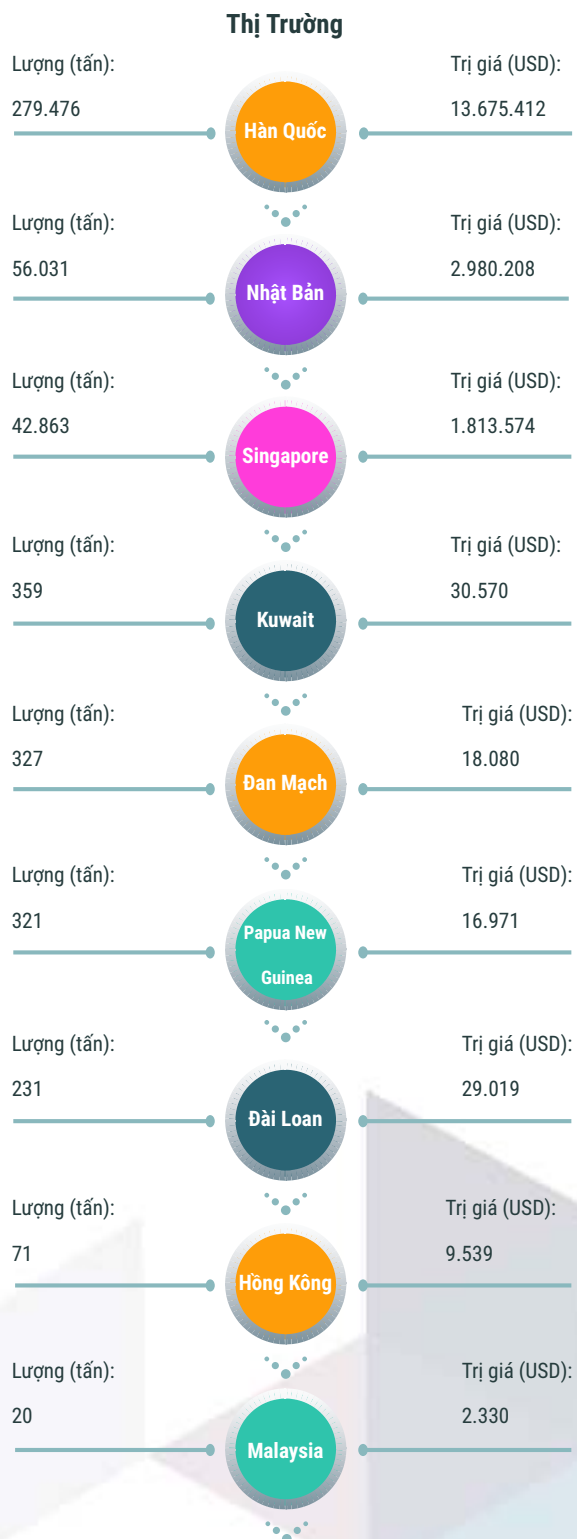 Thị Trường
Lượng (tấn):
Trị giá (USD):
279.476
13.675.412
Hàn Quốc
Lượng (tấn):
Trị giá (USD):
56.031
2.980.208
Nhật Bản
Lượng (tấn):
Trị giá (USD):
42.863
1.813.574
Singapore
Lượng (tấn):
Trị giá (USD):
359
30.570
Kuwait
Lượng (tấn):
Trị giá (USD):
327
18.080
Đan Mạch
Lượng (tấn):
Trị giá (USD):
321
16.971
Papua New
Guinea
Lượng (tấn):
Trị giá (USD):
231
29.019
Đài Loan
Lượng (tấn):
Trị giá (USD):
71
9.539
Hồng Kông
Lượng (tấn):
Trị giá (USD):
20
2.330
Malaysia